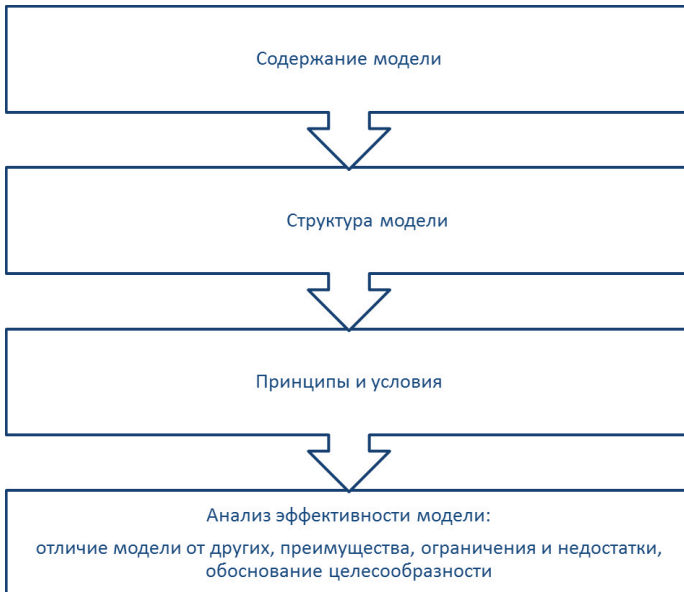 Содержание модели
Структура модели
Принципы и условия
Анализ эффективности модели:
отличие модели от других, преимущества, ограничения и недостатки,
обоснование целесообразности